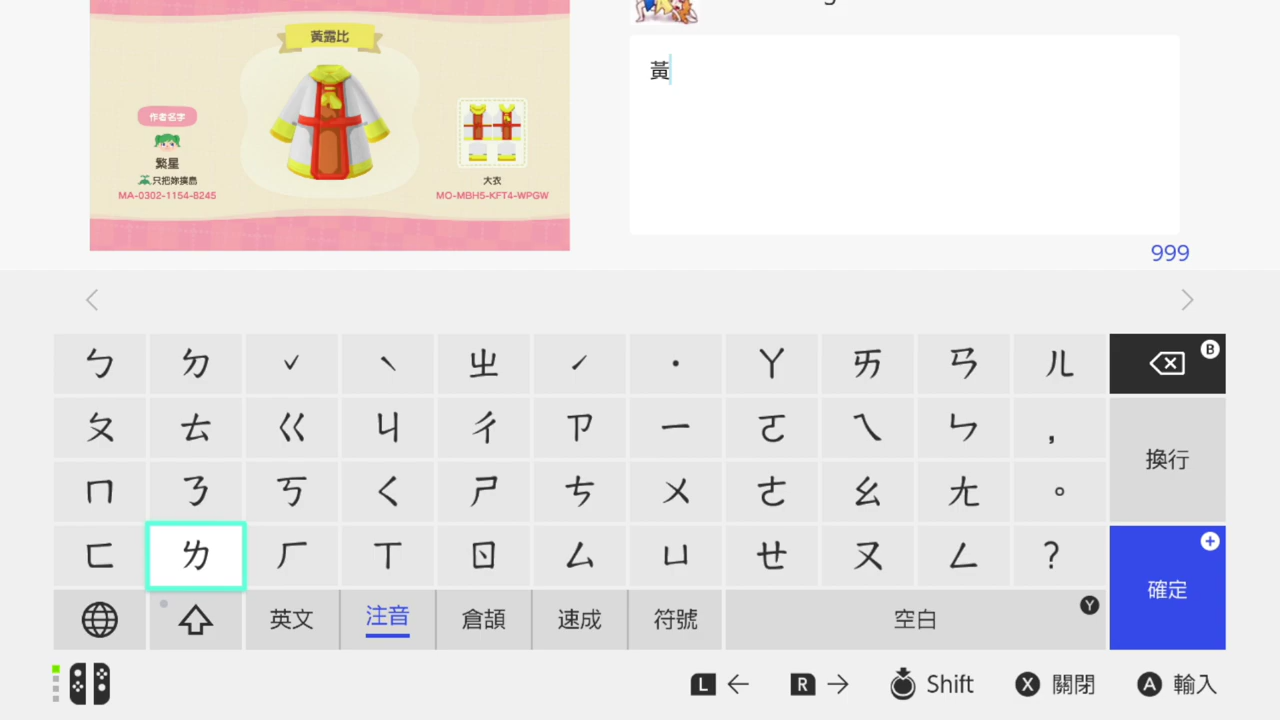 黃露比
作者名字
繁星
只把妳摸島
MA-0302-1154-8245
大衣
MO-MBH5-KFT4-WPGW
黃
999
ㄅ ㄉ ˇ ˋ ㄓ ˊ ˙ ㄚ ㄞ ㄢ ㄦ B
ㄆ ㄊ ㄍ ㄐ ㄔ ㄗ ㄧ ㄛ ㄟ ㄣ , 換行
ㄇ ㄋ ㄎ ㄑ ㄕ ㄘ ㄨ ㄜ ㄠ ㄤ 。
ㄈ ㄌ ㄏ ㄒ ㄖ ㄙ ㄩ ㄝ ㄡ ㄥ ? 確定
英文 注音 倉頡 速成 符號 空白 Y
L ← R → Shift X 關閉 A 輸入